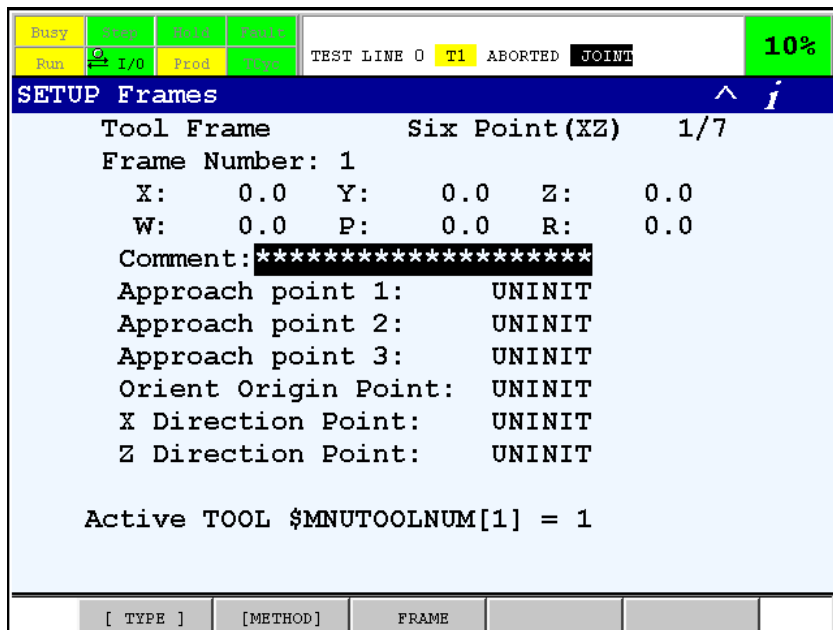 Busy Step Hold Fault
Run I/O Prod TCyc
TEST LINE 0 T1 ABORTED JOINT
10%
SETUP Frames ^ i
Tool Frame Six Point(XZ) 1/7
Frame Number: 1
X: 0.0 Y: 0.0 Z: 0.0
W: 0.0 P: 0.0 R: 0.0
Comment:********************
Approach point 1: UNINIT
Approach point 2: UNINIT
Approach point 3: UNINIT
Orient Origin Point: UNINIT
X Direction Point: UNINIT
Z Direction Point: UNINIT
Active TOOL $MNUTOOLNUM[1] = 1
[ TYPE ] [METHOD] FRAME